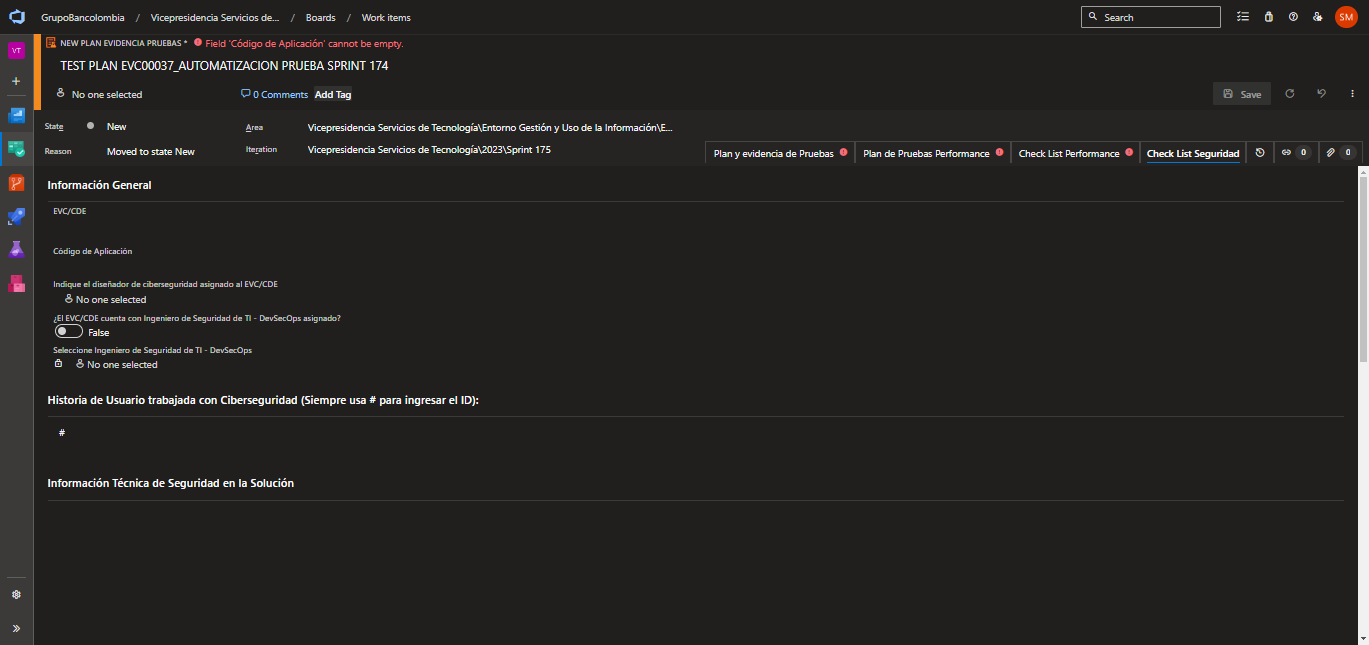 GrupoBancolombia / Vicepresidencia Servicios de... / Boards / Work items
Search
SM
VT
NEW PLAN EVIDENCIA PRUEBAS * Field 'Código de Aplicación' cannot be empty.
TEST PLAN EVC00037_AUTOMATIZACION PRUEBA SPRINT 174
No one selected
0 Comments
Add Tag
Save
State New
Area Vicepresidencia Servicios de Tecnología\Entorno Gestión y Uso de la Información\E...
Reason Moved to state New
Iteration Vicepresidencia Servicios de Tecnología\2023\Sprint 175
Plan y evidencia de Pruebas
Plan de Pruebas Performance
Check List Performance
Check List Seguridad
0
0
Información General
EVC/CDE
Código de Aplicación
Indique el diseñador de ciberseguridad asignado al EVC/CDE
No one selected
¿El EVC/CDE cuenta con Ingeniero de Seguridad de TI - DevSecOps asignado?
False
Seleccione Ingeniero de Seguridad de TI - DevSecOps
No one selected
Historia de Usuario trabajada con Ciberseguridad (Siempre usa # para ingresar el ID):
#
Información Técnica de Seguridad en la Solución